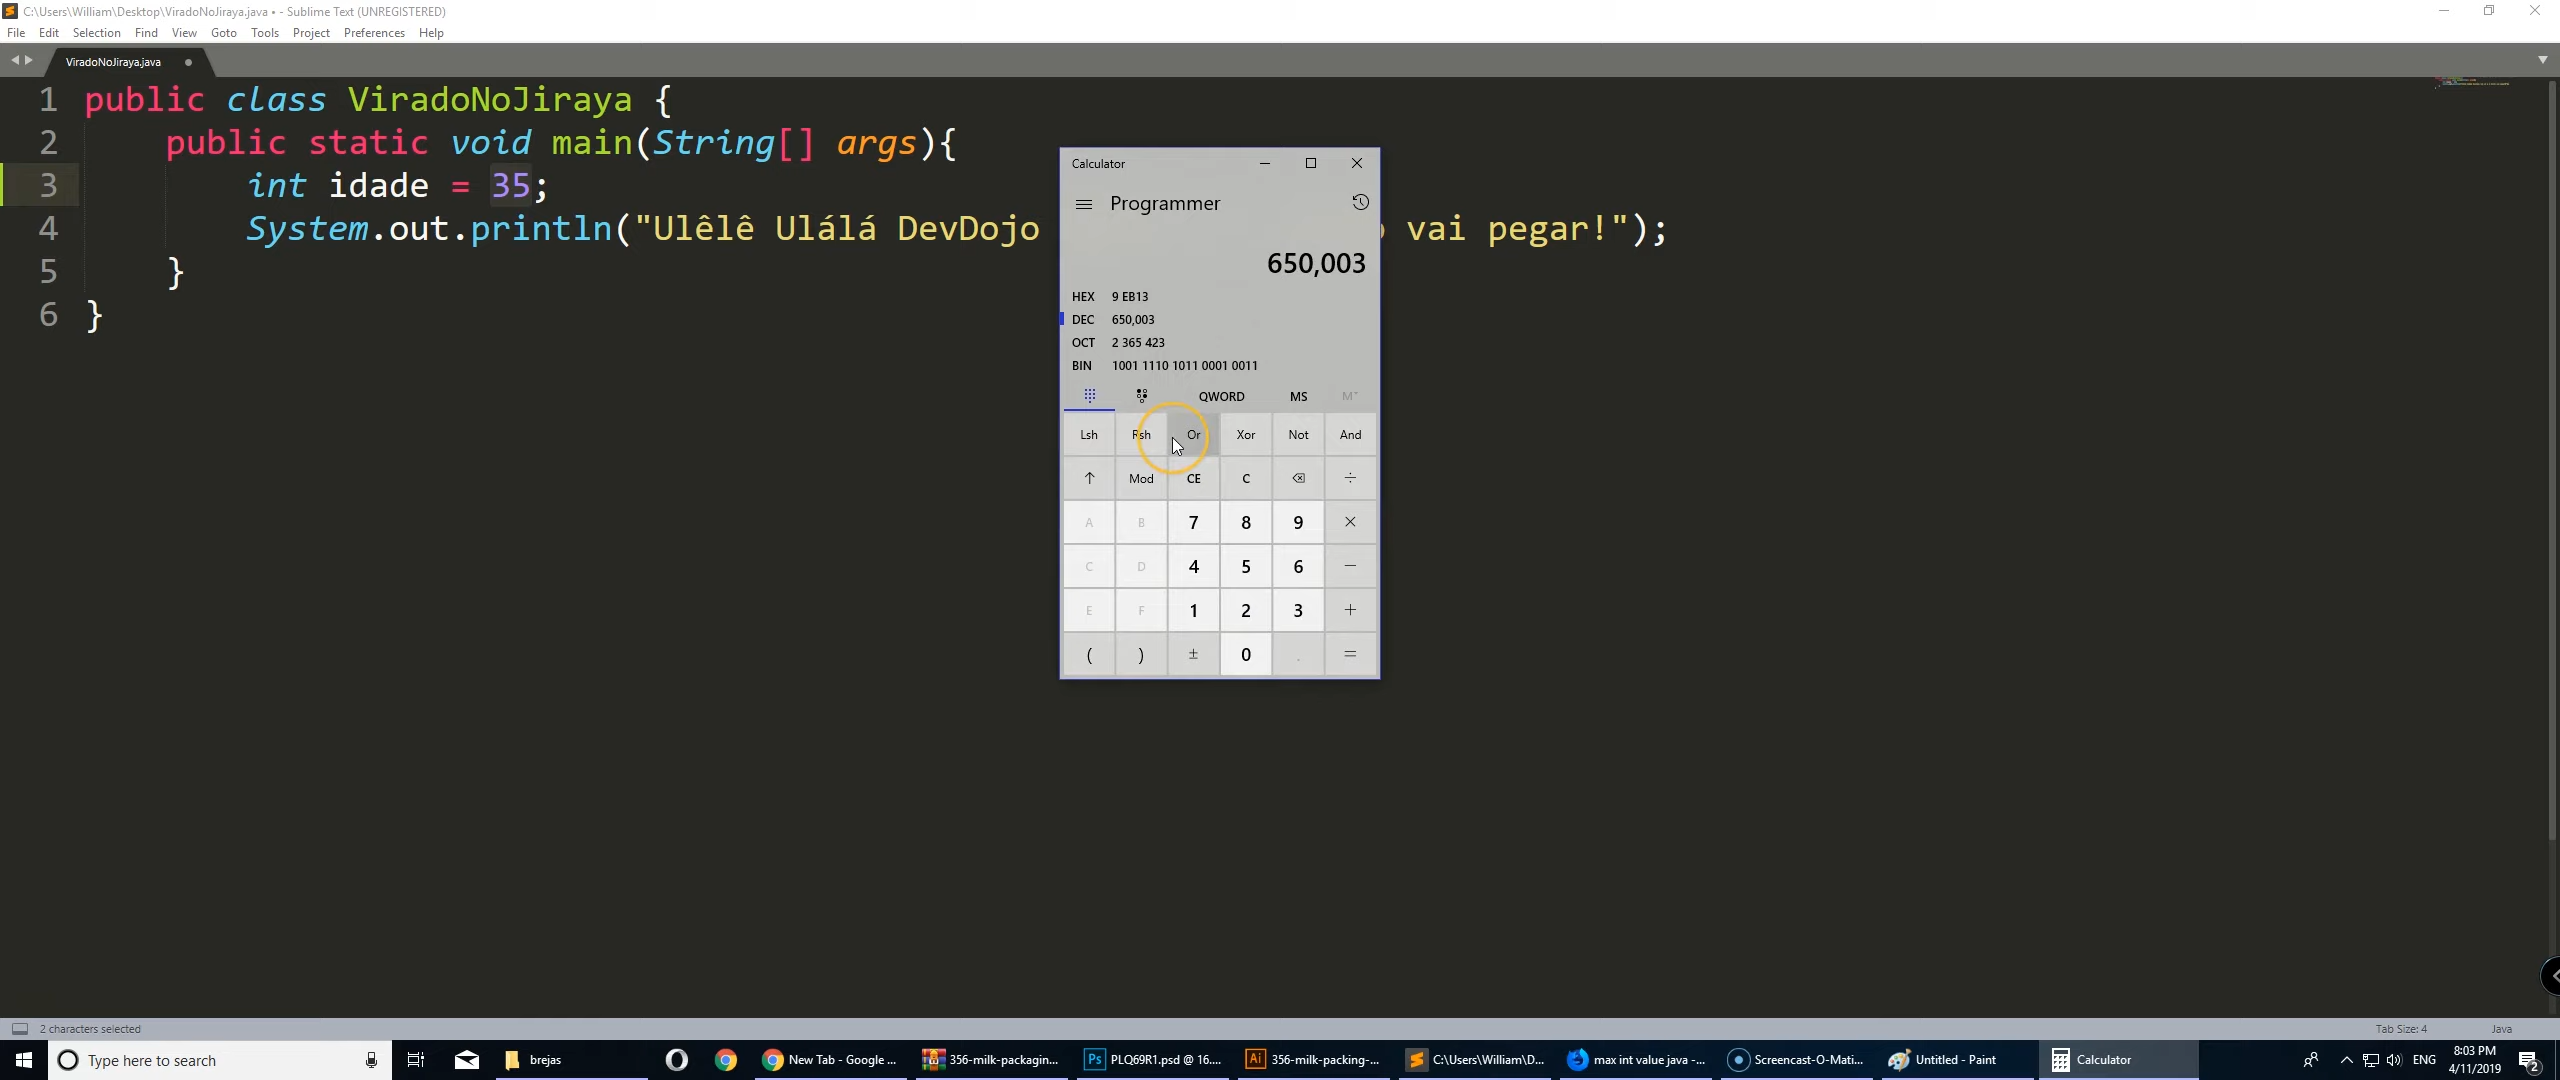 C:\Users\William\Desktop\ViradoNoJiraya.java • - Sublime Text (UNREGISTERED)
File Edit Selection Find View Goto Tools Project Preferences Help
ViradoNoJiraya.java
1 public class ViradoNoJiraya {
2 public static void main(String[] args){
3 int idade = 35;
4 System.out.println("Ulêlê Ulálá DevDojo vai pegar!");
5 }
6 }
Calculator
Programmer
650,003
HEX 9 EB13
DEC 650,003
OCT 2 365 423
BIN 1001 1110 1011 0001 0011
QWORD MS M˅
Lsh Rsh Or Xor Not And
↑ Mod CE C ÷
A B 7 8 9 ×
C D 4 5 6 −
E F 1 2 3 +
( ) ± 0 . =
2 characters selected
Tab Size: 4 Java
Type here to search
brejas
New Tab - Google ...
356-milk-packagin...
Ps PLQ69R1.psd @ 16....
Ai 356-milk-packing-...
C:\Users\William\D...
max int value java -...
Screencast-O-Mati...
Untitled - Paint
Calculator
ENG
8:03 PM
4/11/2019
2